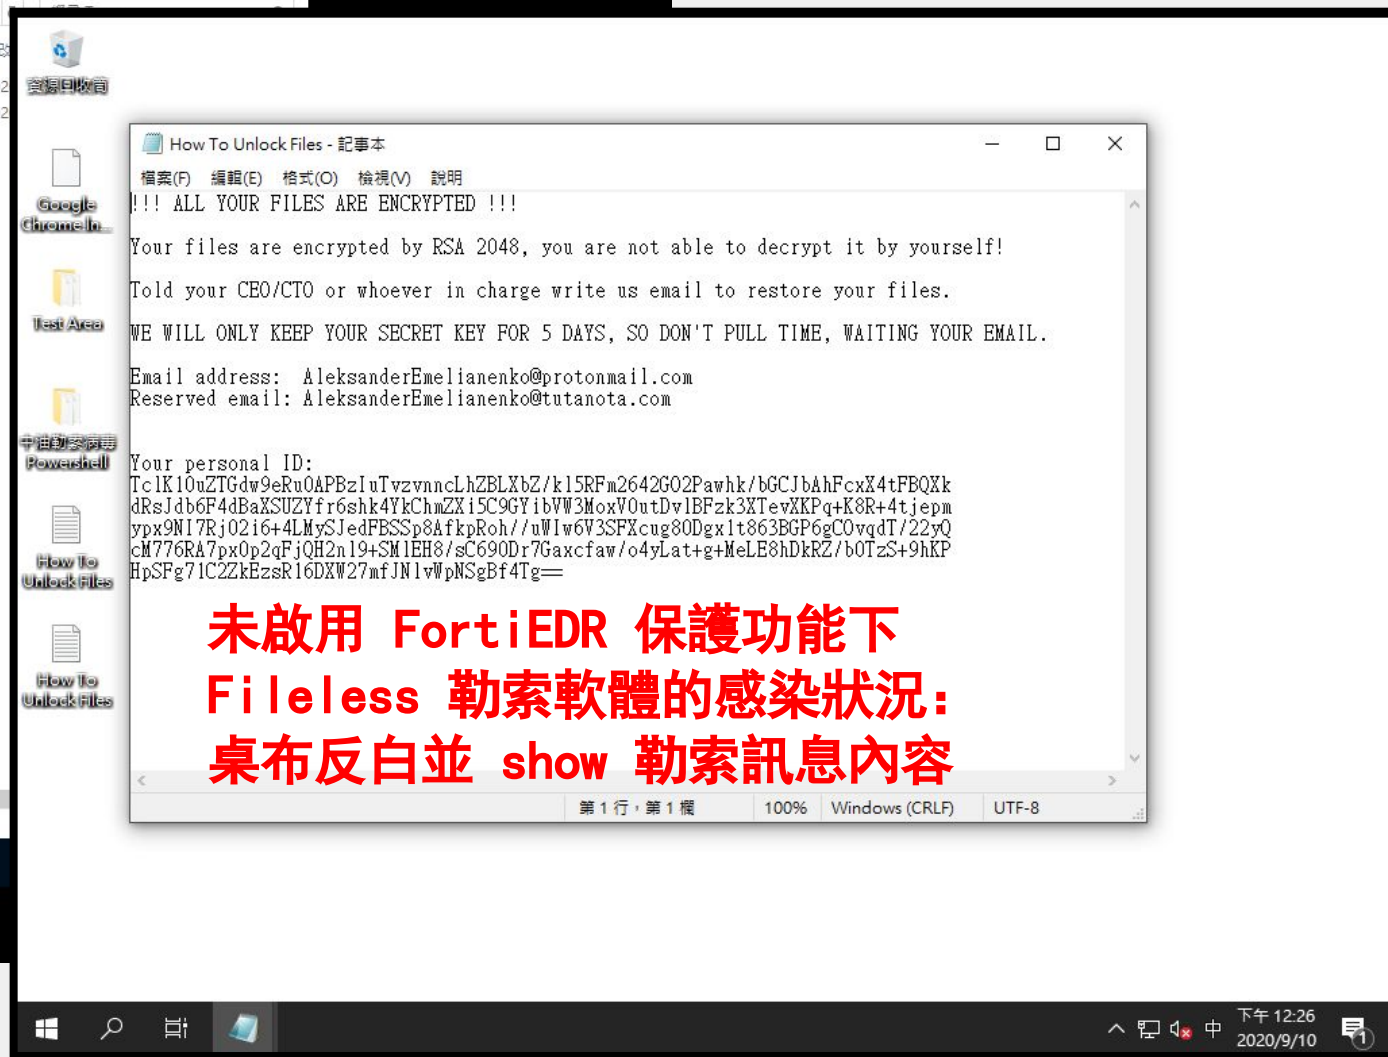 資源回收筒
Google
Chrome In...
Test Area
中油勒索病毒
Powershell
How To
Unlock Files
How To
Unlock Files
How To Unlock Files - 記事本
檔案(F) 編輯(E) 格式(O) 檢視(V) 說明
!!! ALL YOUR FILES ARE ENCRYPTED !!!
Your files are encrypted by RSA 2048, you are not able to decrypt it by yourself!
Told your CEO/CTO or whoever in charge write us email to restore your files.
WE WILL ONLY KEEP YOUR SECRET KEY FOR 5 DAYS, SO DON'T PULL TIME, WAITING YOUR EMAIL.
Email address: AleksanderEmelianenko@protonmail.com
Reserved email: AleksanderEmelianenko@tutanota.com
Your personal ID:
TclK10uZTGdw9eRu0APBzIuTvzvnncLhZBLXbZ/kl5RFm2642GO2Pawhk/bGCJbAhFcxX4tFBQXk
dRsJdb6F4dBaXSUZYfr6shk4YkChmZXi5C9GYibVW3MoxV0utDvlBFzk3XTevXKPq+K8R+4tjepm
ypx9NI7Rj02i6+4LMySJedFBSSp8AfkpRoh//uWIw6V3SFXcug80Dgx1t863BGP6gCOvqdT/22yQ
cM776RA7px0p2qFjQH2nl9+SMlEH8/sC690Dr7Gaxcfaw/o4yLat+g+MeLE8hDkRZ/b0TzS+9hKP
HpSFg71C2ZkEzsR16DXW27mfJNlvWpNSgBf4Tg==
未啟用 FortiEDR 保護功能下
Fileless 勒索軟體的感染狀況:
桌布反白並 show 勒索訊息內容
第 1 行，第 1 欄 100% Windows (CRLF) UTF-8
中 下午 12:26
2020/9/10
1